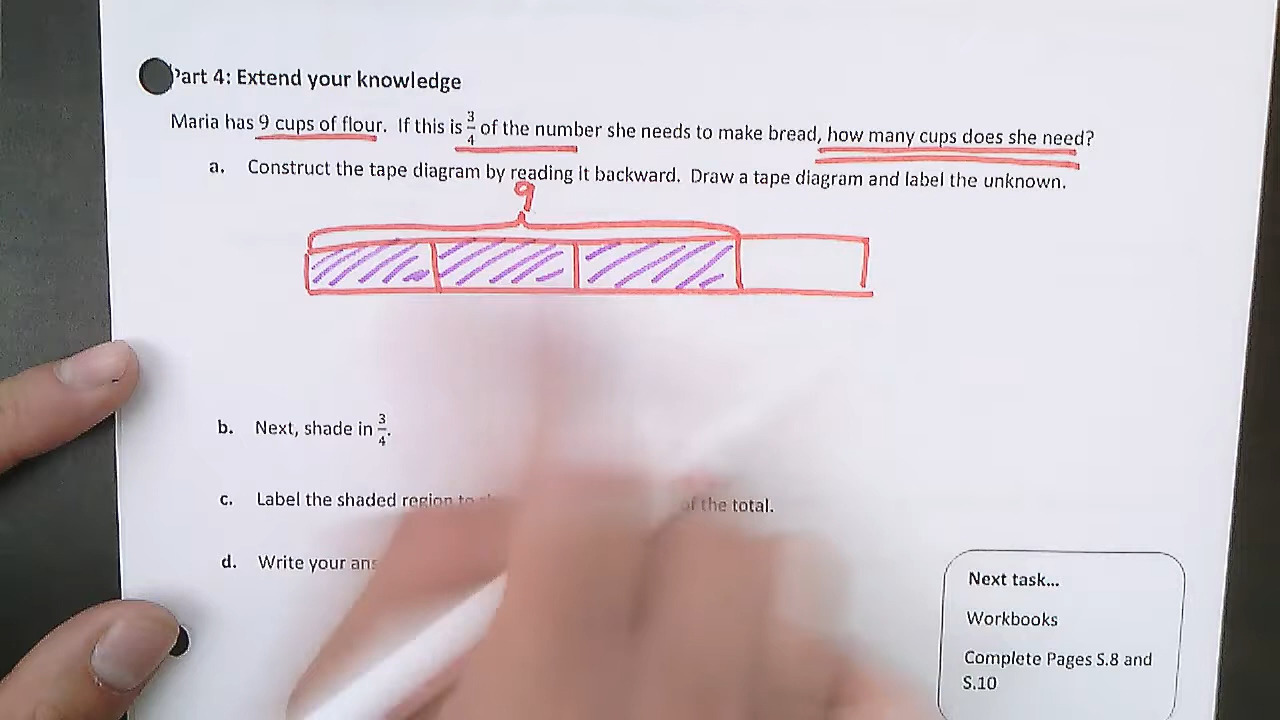 Part 4: Extend your knowledge
Maria has 9 cups of flour. If this is 3/4 of the number she needs to make bread, how many cups does she need?
a. Construct the tape diagram by reading it backward. Draw a tape diagram and label the unknown.
9
b. Next, shade in 3/4.
c. Label the shaded region to of the total.
d. Write your
Next task...
Workbooks
Complete Pages S.8 and
S.10